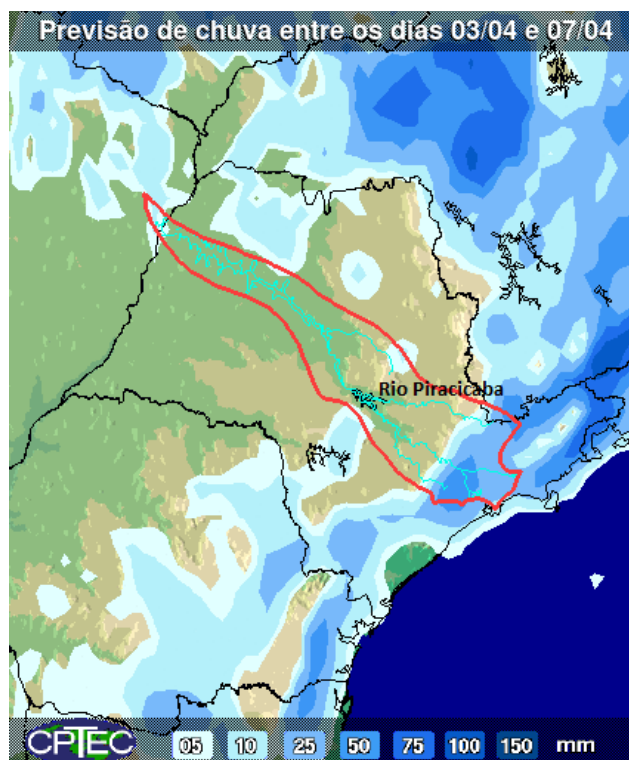 Previsão de chuva entre os dias 03/04 e 07/04
Rio Piracicaba
CPTEC 05 10 25 50 75 100 150 mm